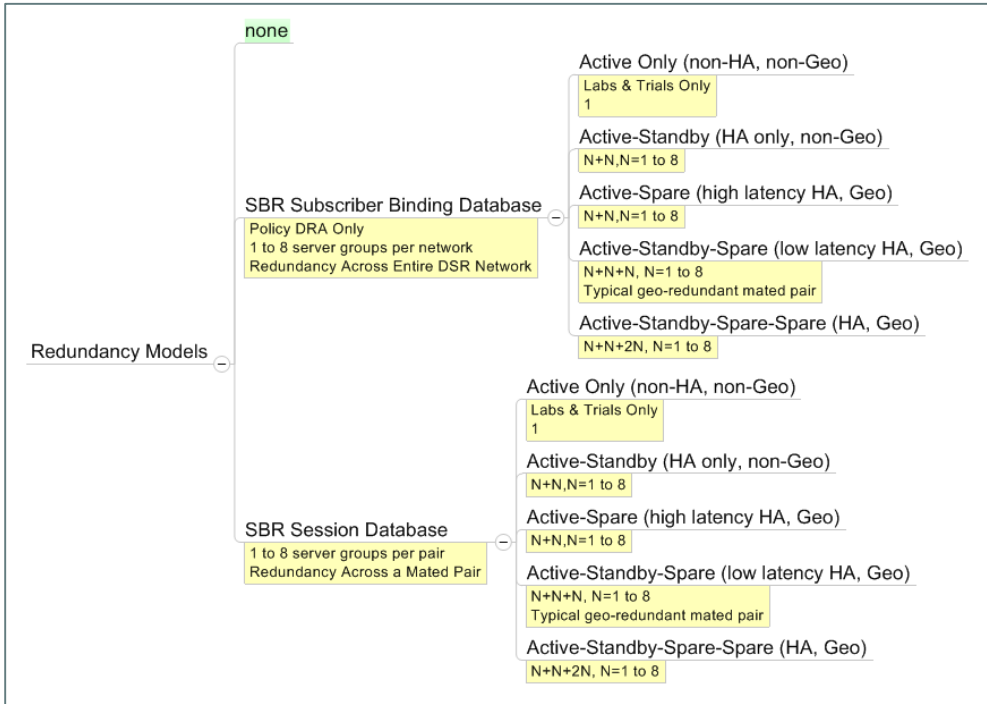 none
Active Only (non-HA, non-Geo)
Labs & Trials Only
1
Active-Standby (HA only, non-Geo)
N+N,N=1 to 8
Active-Spare (high latency HA, Geo)
N+N,N=1 to 8
SBR Subscriber Binding Database
Policy DRA Only
1 to 8 server groups per network
Redundancy Across Entire DSR Network
Active-Standby-Spare (low latency HA, Geo)
N+N+N, N=1 to 8
Typical geo-redundant mated pair
Active-Standby-Spare-Spare (HA, Geo)
N+N+2N, N=1 to 8
Redundancy Models
Active Only (non-HA, non-Geo)
Labs & Trials Only
1
Active-Standby (HA only, non-Geo)
N+N,N=1 to 8
Active-Spare (high latency HA, Geo)
N+N,N=1 to 8
SBR Session Database
1 to 8 server groups per pair
Redundancy Across a Mated Pair
Active-Standby-Spare (low latency HA, Geo)
N+N+N, N=1 to 8
Typical geo-redundant mated pair
Active-Standby-Spare-Spare (HA, Geo)
N+N+2N, N=1 to 8